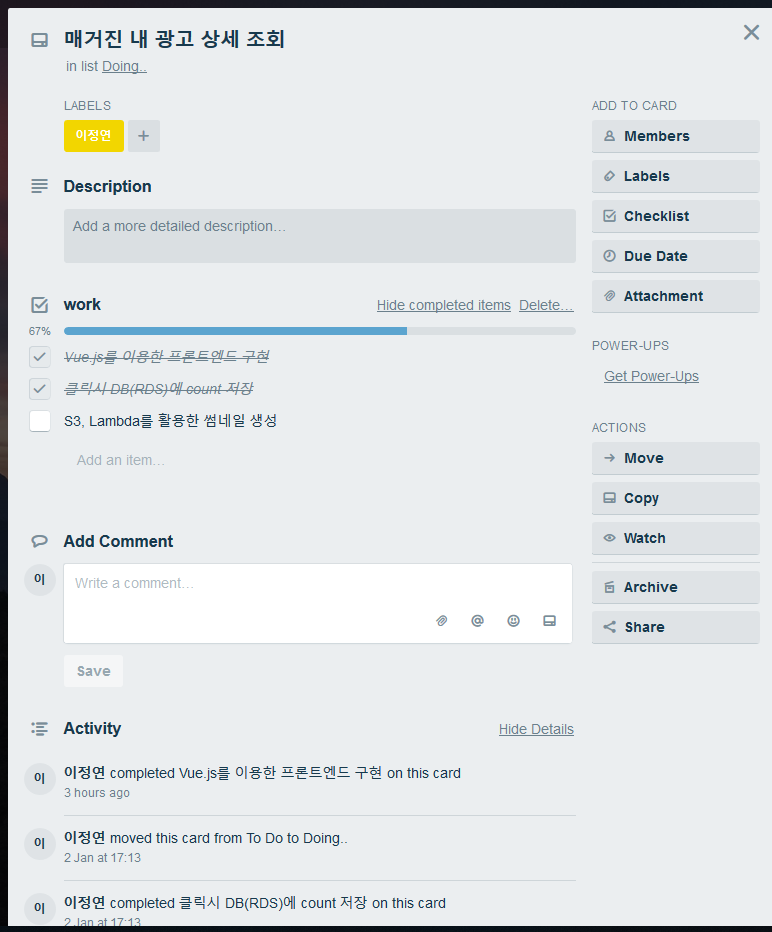 매거진 내 광고 상세 조회
in list Doing..
LABELS
이정연
Description
Add a more detailed description…
work
Hide completed items Delete…
67%
Vue.js를 이용한 프론트엔드 구현
클릭시 DB(RDS)에 count 저장
S3, Lambda를 활용한 썸네일 생성
Add an item…
Add Comment
이
Write a comment…
Save
Activity
Hide Details
이
이정연 completed Vue.js를 이용한 프론트엔드 구현 on this card
3 hours ago
이
이정연 moved this card from To Do to Doing..
2 Jan at 17:13
이
이정연 completed 클릭시 DB(RDS)에 count 저장 on this card
2 Jan at 17:13
ADD TO CARD
Members
Labels
Checklist
Due Date
Attachment
POWER-UPS
Get Power-Ups
ACTIONS
Move
Copy
Watch
Archive
Share